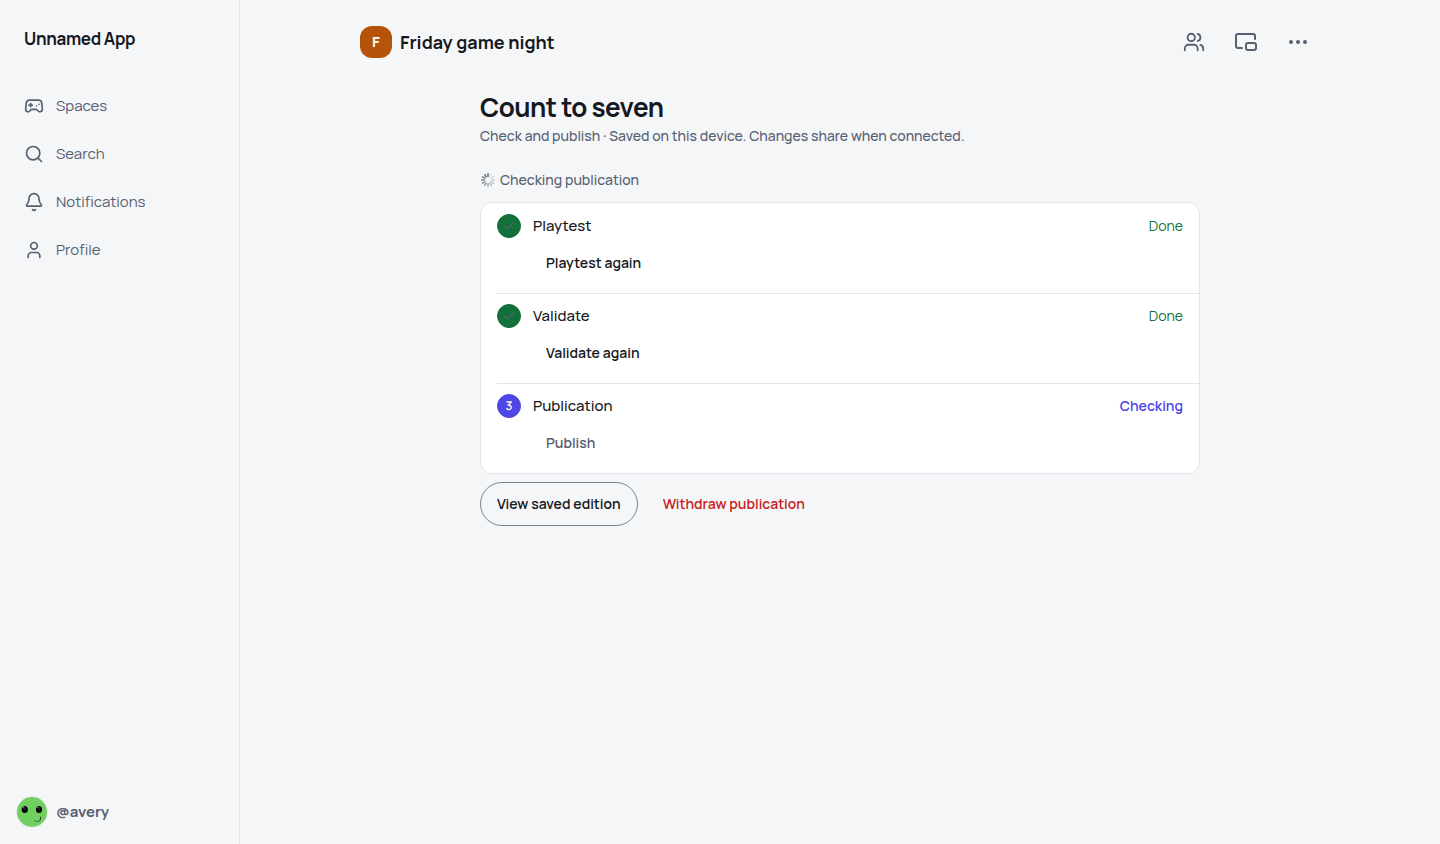 Unnamed App
Spaces
Search
Notifications
Profile
@avery
F Friday game night
Count to seven
Check and publish · Saved on this device. Changes share when connected.
Checking publication
Playtest Done
Playtest again
Validate Done
Validate again
3 Publication Checking
Publish
View saved edition Withdraw publication